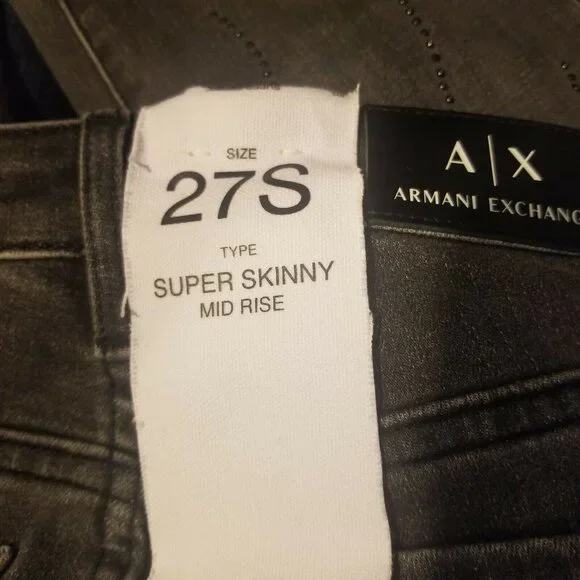 SIZE
27S
TYPE
SUPER SKINNY
MID RISE
A|X
ARMANI EXCHANG